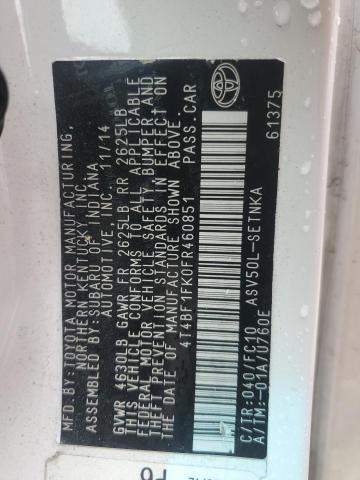 MFD.BY:TOYOTA MOTOR MANUFACTURING,
NORTHERN KENTUCKY, INC.
ASSEMBLED BY:SUBARU OF INDIANA
AUTOMOTIVE, INC. 11/14
GVWR 4630LB GAWR FR 2625LB RR 2625LB
THIS VEHICLE CONFORMS TO ALL APPLICABLE
FEDERAL MOTOR VEHICLE SAFETY, BUMPER, AND
THEFT PREVENTION STANDARDS IN EFFECT ON
THE DATE OF MANUFACTURE SHOWN ABOVE.
4T4BF1FK0FR460851 PASS.CAR
C/TR:040/FC10 ASV50L-SETNKA
A/TM:-01A/U760E
61375